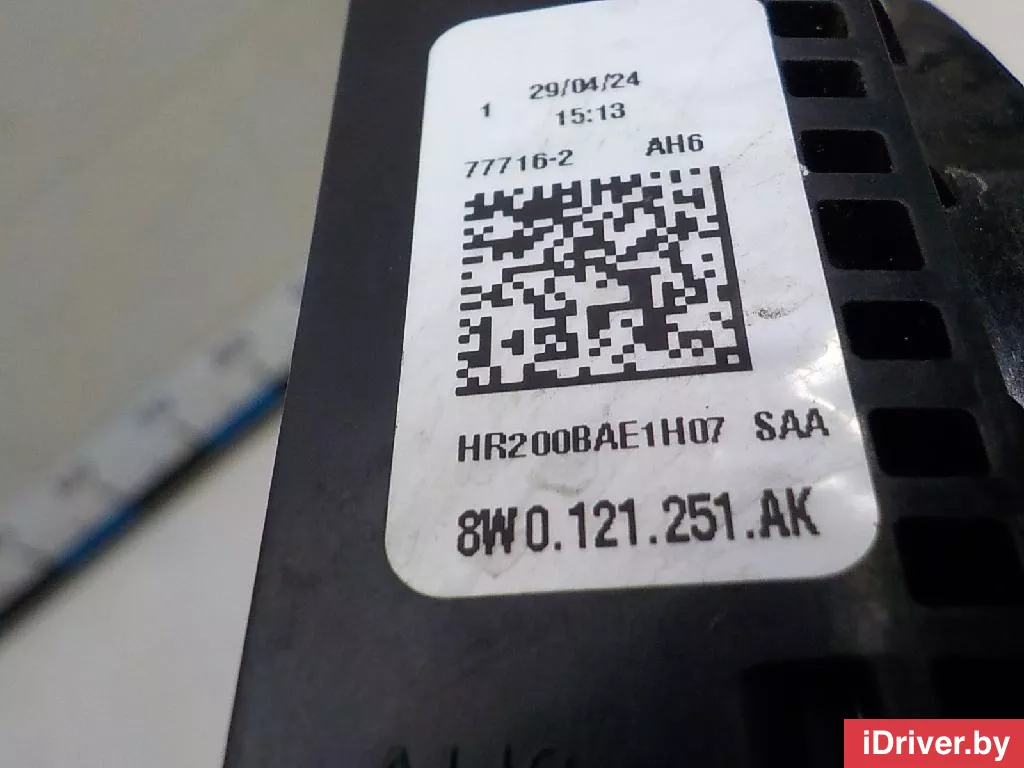 29/04/24
1 15:13
77716-2 AH6
HR200BAE1H07 SAA
8W0.121.251.AK
iDriver.by